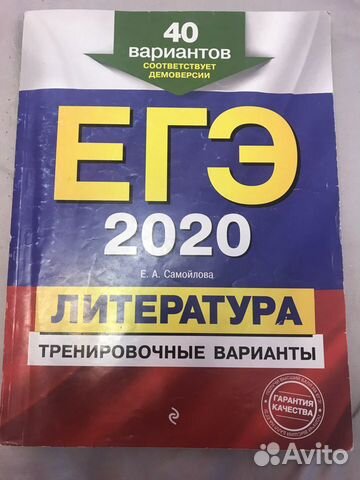 40
вариантов
СООТВЕТСТВУЕТ
ДЕМОВЕРСИИ
ЕГЭ
2020
Е. А. Самойлова
ЛИТЕРАТУРА
ТРЕНИРОВОЧНЫЕ ВАРИАНТЫ
ГАРАНТИЯ
КАЧЕСТВА
Avito